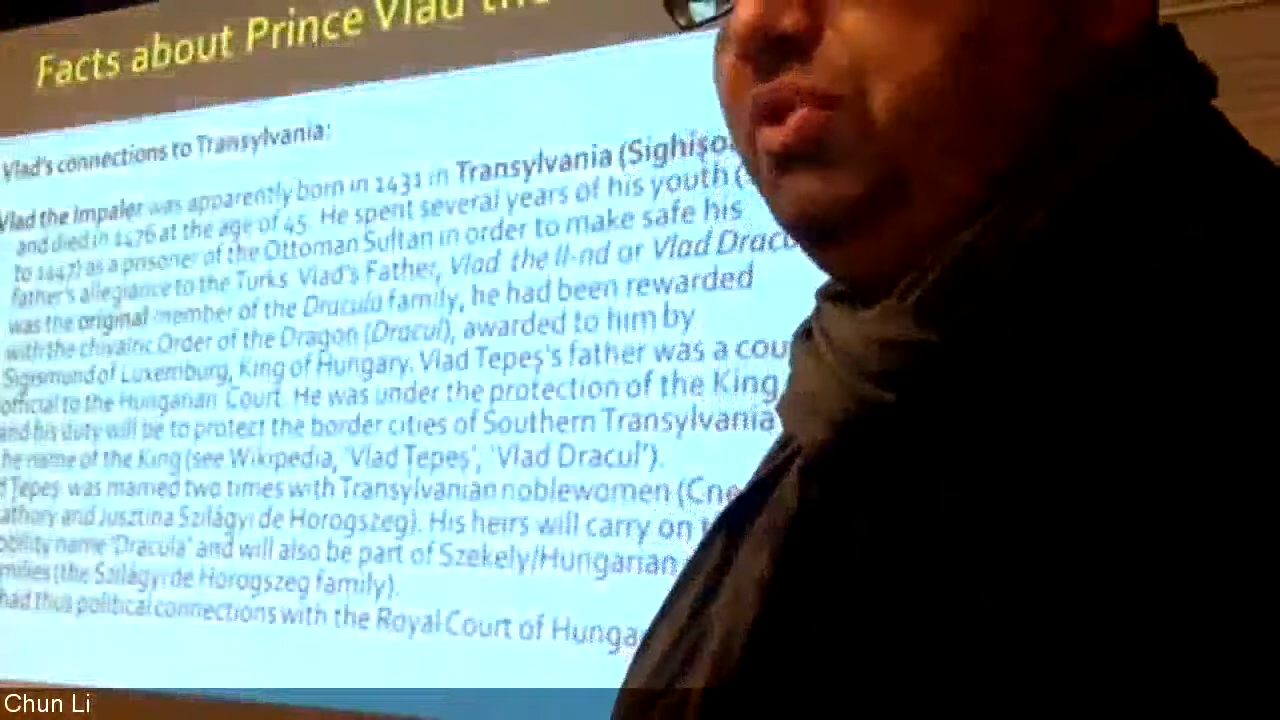 Facts about Prince Vlad the
Vlad's connections to Transylvania:
Vlad the Impaler was apparently born in 1431 in Transylvania (Sighișo
and died in 1476 at the age of 45. He spent several years of his youth (
to 1447) as a prisoner of the Ottoman Sultan in order to make safe his
father's allegiance to the Turks. Vlad's Father, Vlad the II-nd or Vlad Dracu
was the original member of the Dracula family, he had been rewarded
with the chivalric Order of the Dragon (Dracul), awarded to him by
Sigismund of Luxemburg, King of Hungary. Vlad Tepeș's father was a cou
official to the Hungarian Court. He was under the protection of the King
and his duty will be to protect the border cities of Southern Transylvania
he name of the King (see Wikipedia, 'Vlad Tepeș', 'Vlad Dracul').
d Tepeș was married two times with Transylvanian noblewomen (Cne
athory and Jusztina Szilágyi de Horogszeg). His heirs will carry on
obility name 'Dracula' and will also be part of Szekely/Hungarian
milies (the Szilágyi de Horogszeg family).
had thus political connections with the Royal Court of Hunga
Chun Li